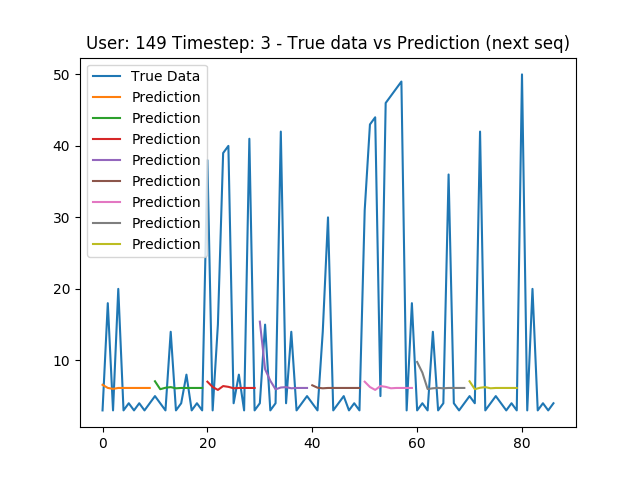 User: 149 Timestep: 3 - True data vs Prediction (next seq)
50
40
30
20
10
0
20
40
60
80
True Data
Prediction
Prediction
Prediction
Prediction
Prediction
Prediction
Prediction
Prediction